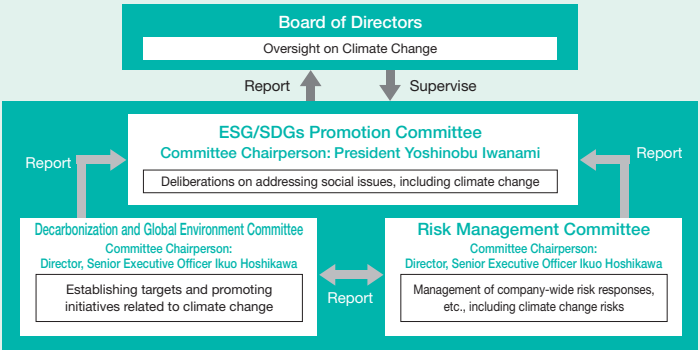 Board of Directors
Oversight on Climate Change
Report
Supervise
ESG/SDGs Promotion Committee
Committee Chairperson: President Yoshinobu Iwanami
Deliberations on addressing social issues, including climate change
Report
Report
Decarbonization and Global Environment Committee
Committee Chairperson:
Director, Senior Executive Officer Ikuo Hoshikawa
Establishing targets and promoting
initiatives related to climate change
Report
Risk Management Committee
Committee Chairperson:
Director, Senior Executive Officer Ikuo Hoshikawa
Management of company-wide risk responses,
etc., including climate change risks